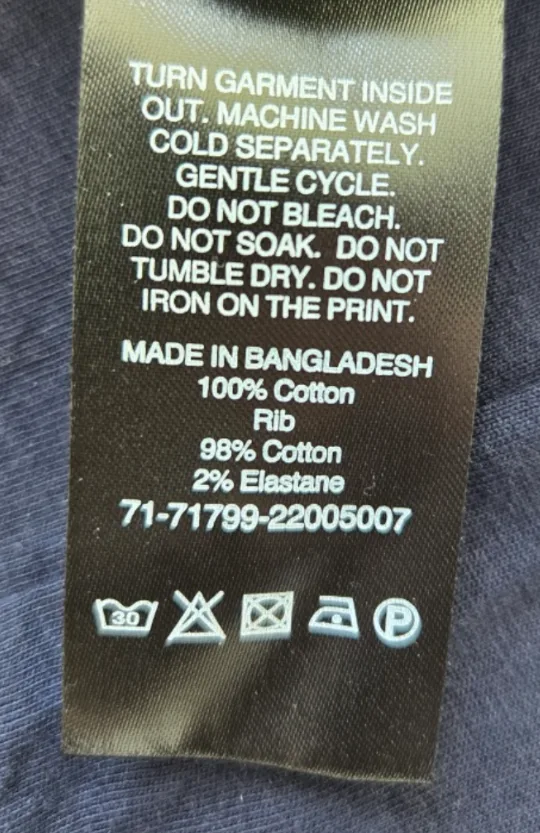 TURN GARMENT INSIDE
OUT. MACHINE WASH
COLD SEPARATELY.
GENTLE CYCLE.
DO NOT BLEACH.
DO NOT SOAK. DO NOT
TUMBLE DRY. DO NOT
IRON ON THE PRINT.
MADE IN BANGLADESH
100% Cotton
Rib
98% Cotton
2% Elastane
71-71799-22005007
30 P